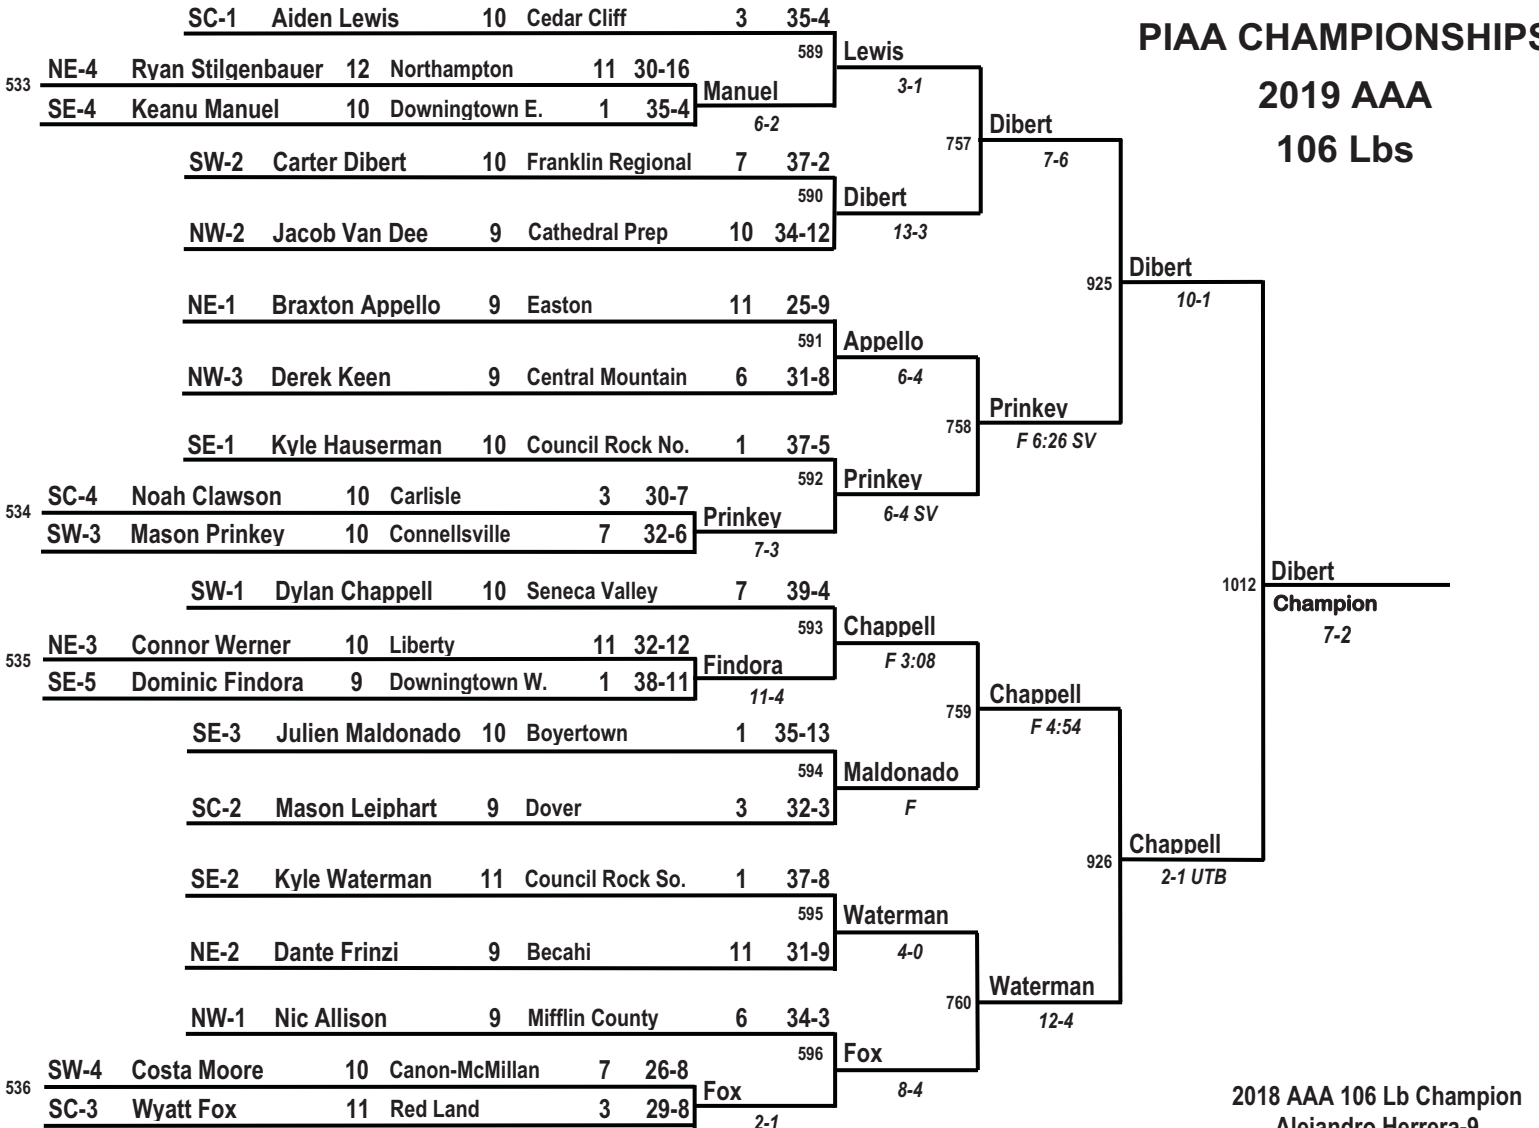 PIAA CHAMPIONSHIPS
2019 AAA
106 Lbs
SC-1 Aiden Lewis 10 Cedar Cliff 3 35-4
589 Lewis
3-1
533 NE-4 Ryan Stilgenbauer 12 Northampton 11 30-16
Manuel
6-2
SE-4 Keanu Manuel 10 Downingtown E. 1 35-4
757 Dibert
7-6
SW-2 Carter Dibert 10 Franklin Regional 7 37-2
590 Dibert
13-3
NW-2 Jacob Van Dee 9 Cathedral Prep 10 34-12
925 Dibert
10-1
NE-1 Braxton Appello 9 Easton 11 25-9
591 Appello
6-4
NW-3 Derek Keen 9 Central Mountain 6 31-8
758 Prinkey
F 6:26 SV
SE-1 Kyle Hauserman 10 Council Rock No. 1 37-5
592 Prinkey
6-4 SV
534 SC-4 Noah Clawson 10 Carlisle 3 30-7
Prinkey
7-3
SW-3 Mason Prinkey 10 Connellsville 7 32-6
1012 Dibert
Champion
7-2
SW-1 Dylan Chappell 10 Seneca Valley 7 39-4
593 Chappell
F 3:08
535 NE-3 Connor Werner 10 Liberty 11 32-12
Findora
11-4
SE-5 Dominic Findora 9 Downingtown W. 1 38-11
759 Chappell
F 4:54
SE-3 Julien Maldonado 10 Boyertown 1 35-13
594 Maldonado
F
SC-2 Mason Leiphart 9 Dover 3 32-3
926 Chappell
2-1 UTB
SE-2 Kyle Waterman 11 Council Rock So. 1 37-8
595 Waterman
4-0
NE-2 Dante Frinzi 9 Becahi 11 31-9
760 Waterman
12-4
NW-1 Nic Allison 9 Mifflin County 6 34-3
596 Fox
8-4
536 SW-4 Costa Moore 10 Canon-McMillan 7 26-8
Fox
2-1
SC-3 Wyatt Fox 11 Red Land 3 29-8
2018 AAA 106 Lb Champion
Alejandro Herrera-9